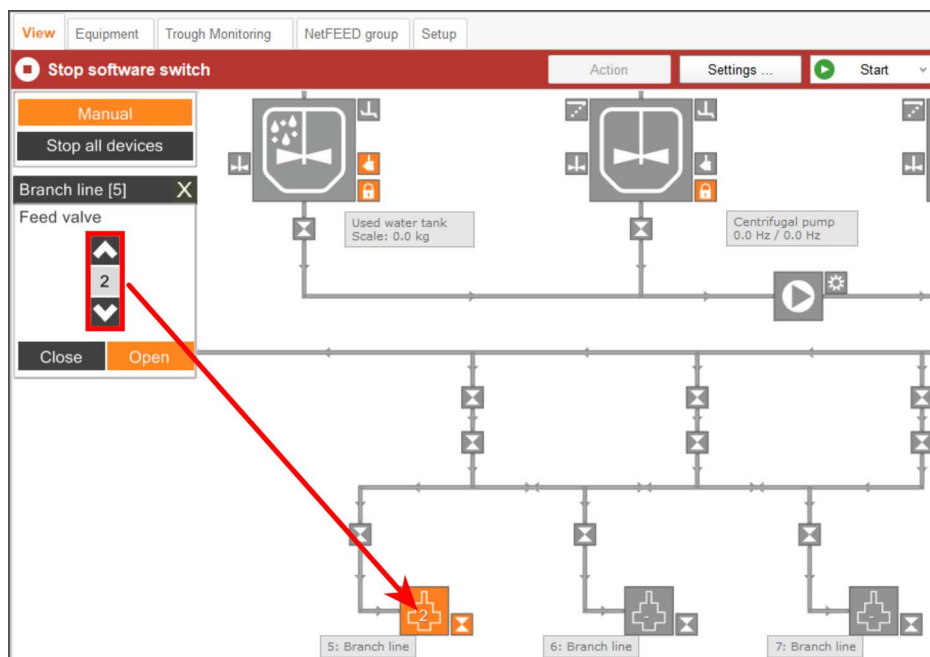 View
Equipment
Trough Monitoring
NetFEED group
Setup
Stop software switch
Action
Settings ...
Start
Manual
Stop all devices
Branch line [5]
X
Feed valve
2
Close
Open
Used water tank
Scale: 0.0 kg
Centrifugal pump
0.0 Hz / 0.0 Hz
2
-
-
5: Branch line
6: Branch line
7: Branch line